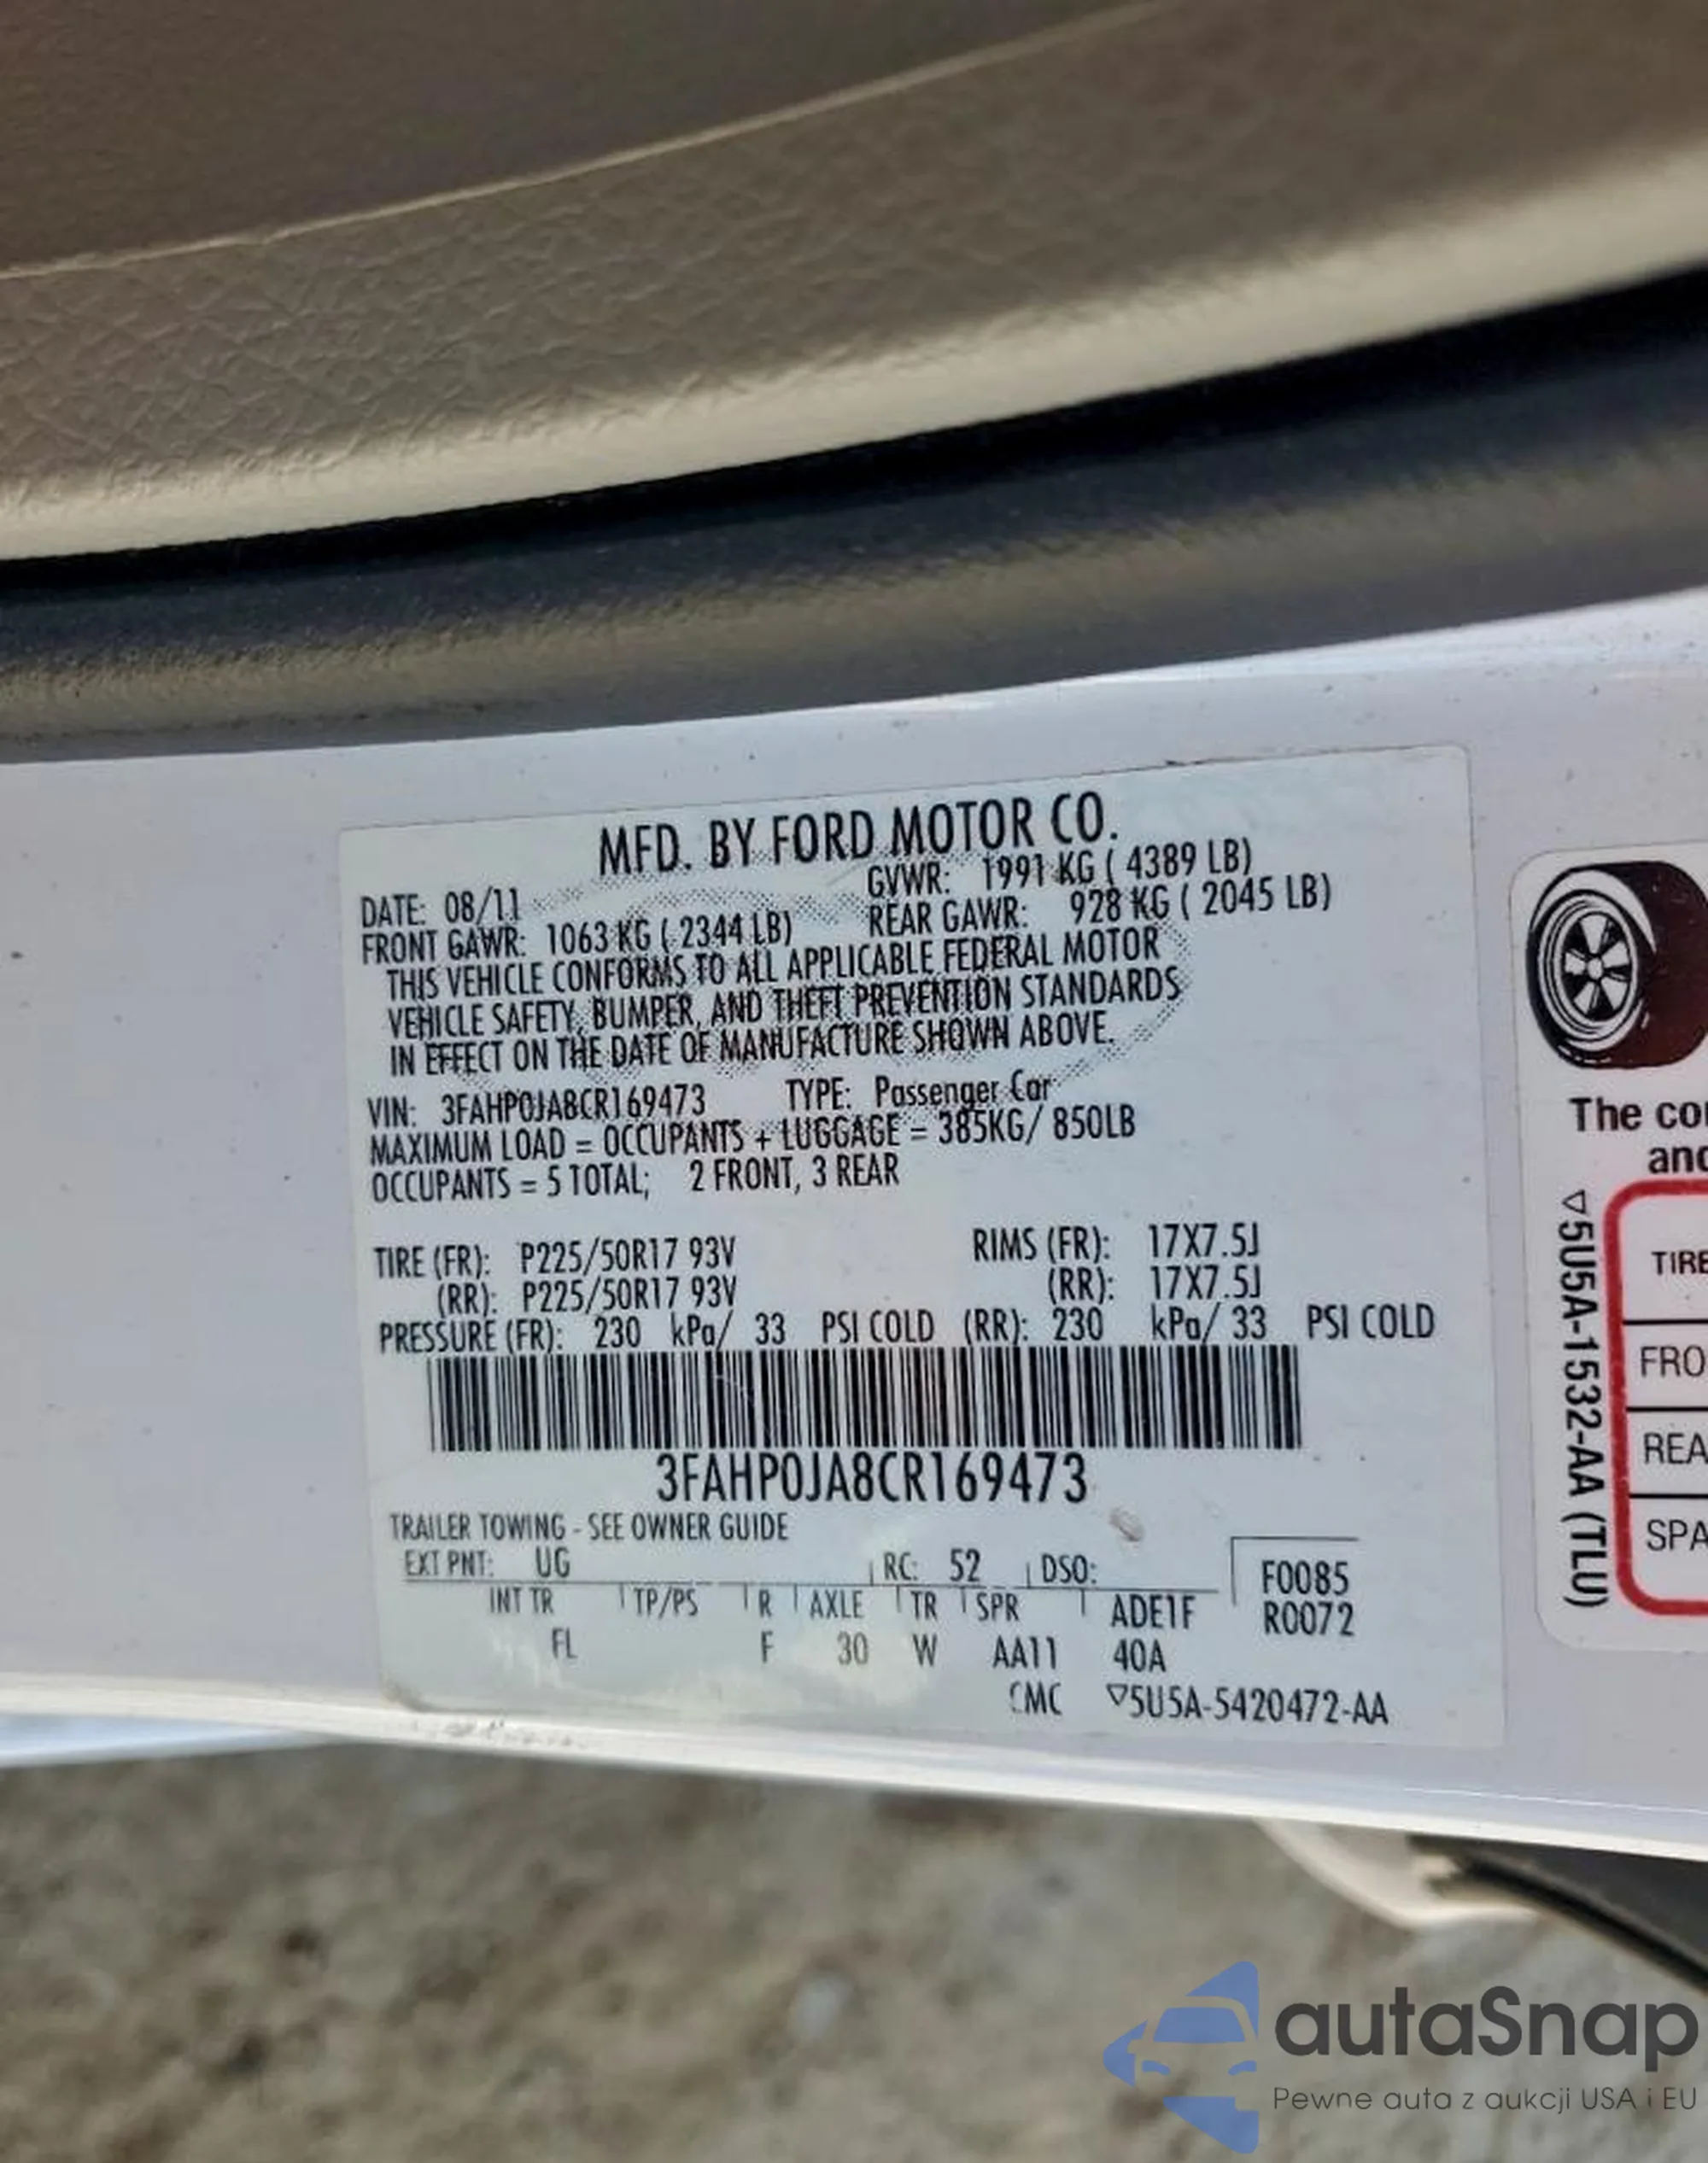 MFD. BY FORD MOTOR CO.
DATE: 08/11 GVWR: 1991 KG ( 4389 LB)
FRONT GAWR: 1063 KG ( 2344 LB) REAR GAWR: 928 KG ( 2045 LB)
THIS VEHICLE CONFORMS TO ALL APPLICABLE FEDERAL MOTOR
VEHICLE SAFETY, BUMPER, AND THEFT PREVENTION STANDARDS
IN EFFECT ON THE DATE OF MANUFACTURE SHOWN ABOVE.
VIN: 3FAHP0JA8CR169473 TYPE: Passenger Car
MAXIMUM LOAD = OCCUPANTS + LUGGAGE = 385KG/ 850LB
OCCUPANTS = 5 TOTAL; 2 FRONT, 3 REAR
TIRE (FR): P225/50R17 93V RIMS (FR): 17X7.5J
(RR): P225/50R17 93V (RR): 17X7.5J
PRESSURE (FR): 230 kPa/ 33 PSI COLD (RR): 230 kPa/ 33 PSI COLD
3FAHP0JA8CR169473
TRAILER TOWING - SEE OWNER GUIDE
EXT PNT: UG RC: 52 DSO: F0085
INT TR TP/PS R AXLE TR SPR ADE1F R0072
FL F 30 W AA11 40A
CMC ▽5U5A-5420472-AA
The
and
▽5U5A-1532-AA (TLU)
TIRE
autaSnap
Pewne auta z aukcji USA i EU